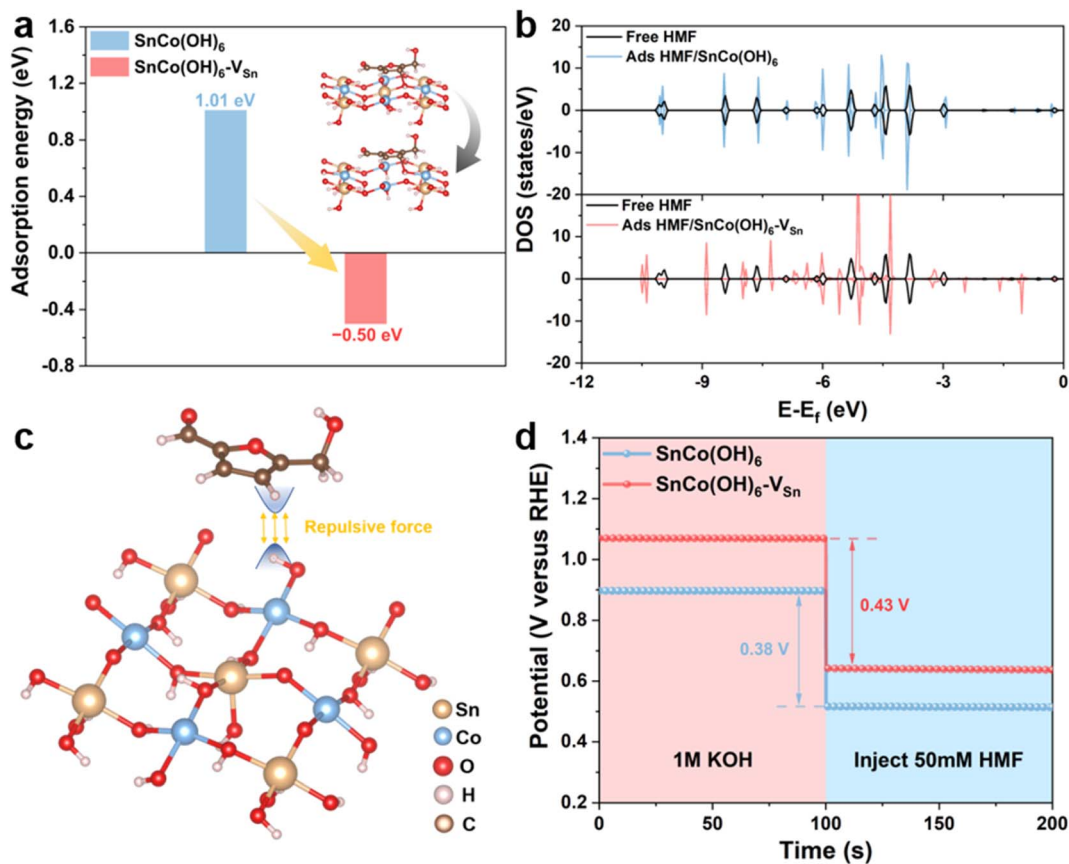 a
Adsorption energy (eV)
1.6
1.2
0.8
0.4
0.0
-0.4
-0.8
SnCo(OH)₆
SnCo(OH)₆-V_Sn
1.01 eV
−0.50 eV
b
DOS (states/eV)
20
10
0
10
20
Free HMF
Ads HMF/SnCo(OH)₆
20
10
0
10
20
Free HMF
Ads HMF/SnCo(OH)₆-V_Sn
-12
-9
-6
-3
0
E-E_f (eV)
c
Repulsive force
Sn
Co
O
H
C
d
Potential (V versus RHE)
1.4
1.2
1.0
0.8
0.6
0.4
0.2
SnCo(OH)₆
SnCo(OH)₆-V_Sn
0.43 V
0.38 V
1M KOH
Inject 50mM HMF
0
50
100
150
200
Time (s)